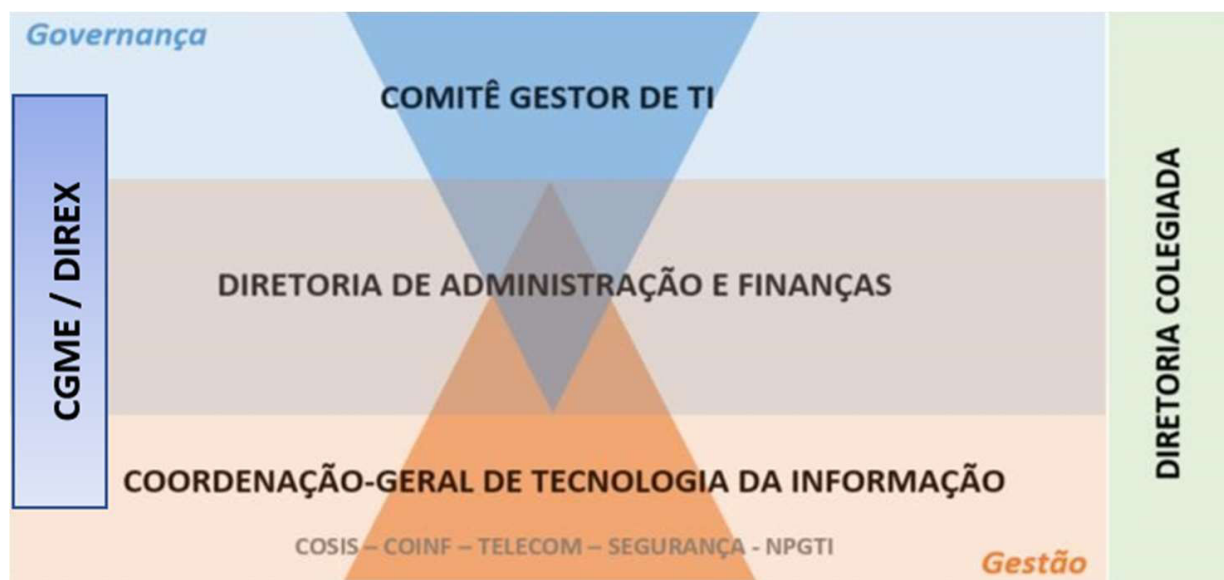 Governança
COMITÊ GESTOR DE TI
CGME / DIREX
DIRETORIA DE ADMINISTRAÇÃO E FINANÇAS
DIRETORIA COLEGIADA
COORDENAÇÃO-GERAL DE TECNOLOGIA DA INFORMAÇÃO
COSIS – COINF – TELECOM – SEGURANÇA - NPGTI
Gestão